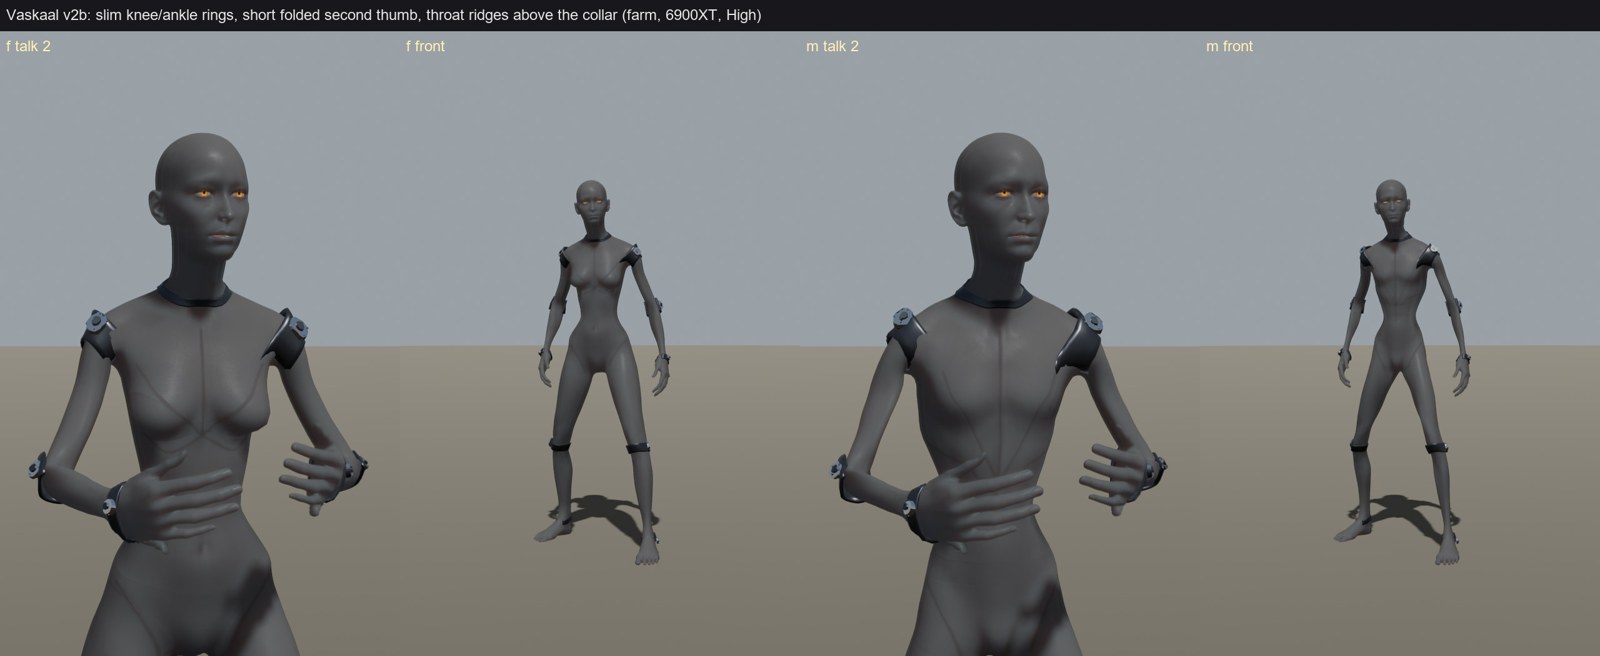 Vaskaal v2b: slim knee/ankle rings, short folded second thumb, throat ridges above the collar (farm, 6900XT, High)
f talk 2
f front
m talk 2
m front